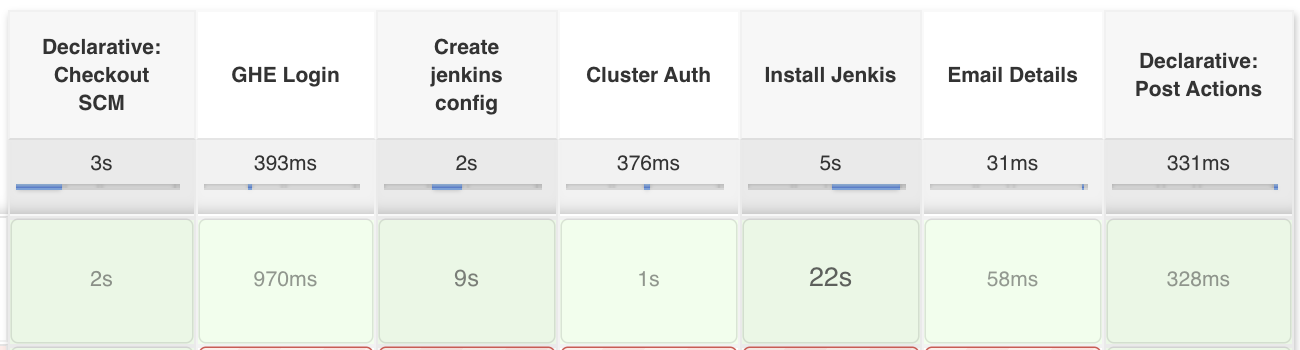 Declarative:
Checkout
SCM
GHE Login
Create
jenkins
config
Cluster Auth
Install Jenkis
Email Details
Declarative:
Post Actions
3s 393ms 2s 376ms 5s 31ms 331ms
2s 970ms 9s 1s 22s 58ms 328ms